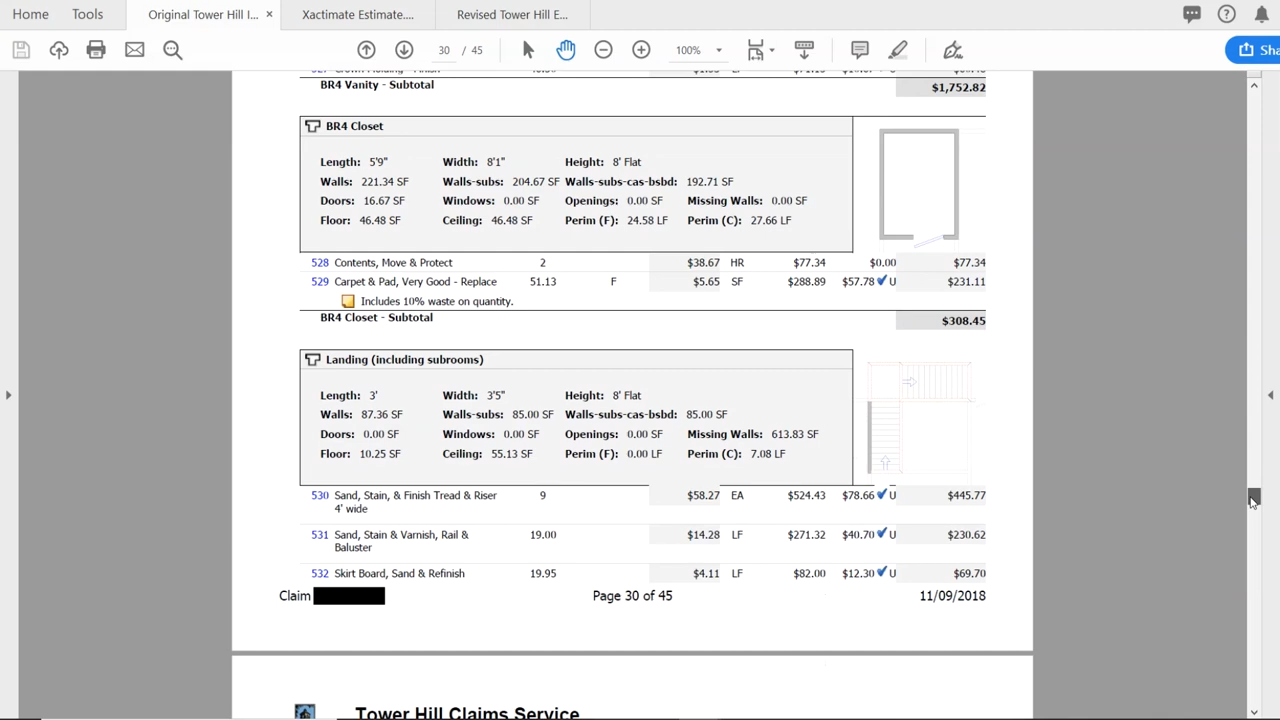 Home Tools Original Tower Hill I... × Xactimate Estimate.... Revised Tower Hill E...
30 / 45 100% Sha
BR4 Vanity - Subtotal $1,752.82
BR4 Closet
Length: 5'9" Width: 8'1" Height: 8' Flat
Walls: 221.34 SF Walls-subs: 204.67 SF Walls-subs-cas-bsbd: 192.71 SF
Doors: 16.67 SF Windows: 0.00 SF Openings: 0.00 SF Missing Walls: 0.00 SF
Floor: 46.48 SF Ceiling: 46.48 SF Perim (F): 24.58 LF Perim (C): 27.66 LF
528 Contents, Move & Protect 2 $38.67 HR $77.34 $0.00 $77.34
529 Carpet & Pad, Very Good - Replace 51.13 F $5.65 SF $288.89 $57.78 U $231.11
Includes 10% waste on quantity.
BR4 Closet - Subtotal $308.45
Landing (including subrooms)
Length: 3' Width: 3'5" Height: 8' Flat
Walls: 87.36 SF Walls-subs: 85.00 SF Walls-subs-cas-bsbd: 85.00 SF
Doors: 0.00 SF Windows: 0.00 SF Openings: 0.00 SF Missing Walls: 613.83 SF
Floor: 10.25 SF Ceiling: 55.13 SF Perim (F): 0.00 LF Perim (C): 7.08 LF
530 Sand, Stain, & Finish Tread & Riser 9 $58.27 EA $524.43 $78.66 U $445.77
4' wide
531 Sand, Stain & Varnish, Rail & 19.00 $14.28 LF $271.32 $40.70 U $230.62
Baluster
532 Skirt Board, Sand & Refinish 19.95 $4.11 LF $82.00 $12.30 U $69.70
Claim Page 30 of 45 11/09/2018
Tower Hill Claims Service